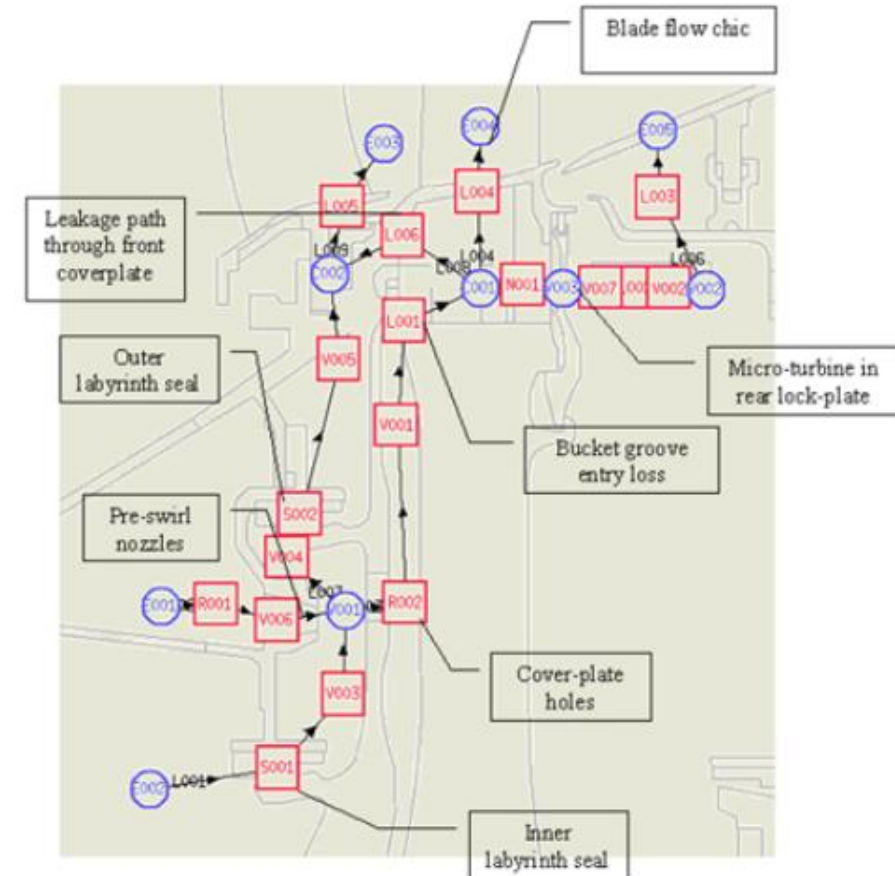 Blade flow chic
E003
E004
E005
L005
L004
L003
Leakage path
through front
coverplate
L006
L009
L004
L008
L006
N001
V003
V007
V002
V002
L001
Outer
labyrinth seal
V005
Micro-turbine in
rear lock-plate
V001
Bucket groove
entry loss
Pre-swirl
nozzles
S002
V004
L007
E001
R001
V006
V001
R002
Cover-plate
holes
V003
E002
L001
S001
Inner
labyrinth seal